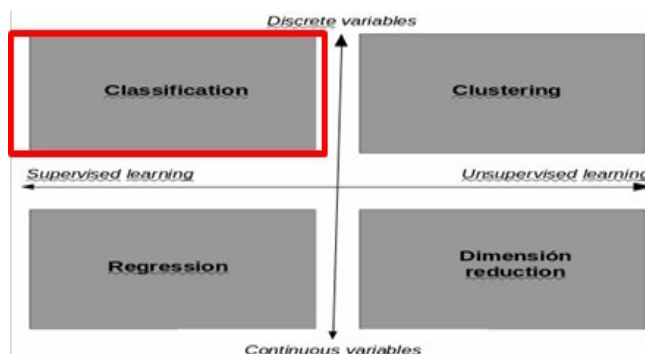 Discrete variables
Classification
Clustering
Supervised learning
Unsupervised learning
Regression
Dimensión
reduction
Continuous variables